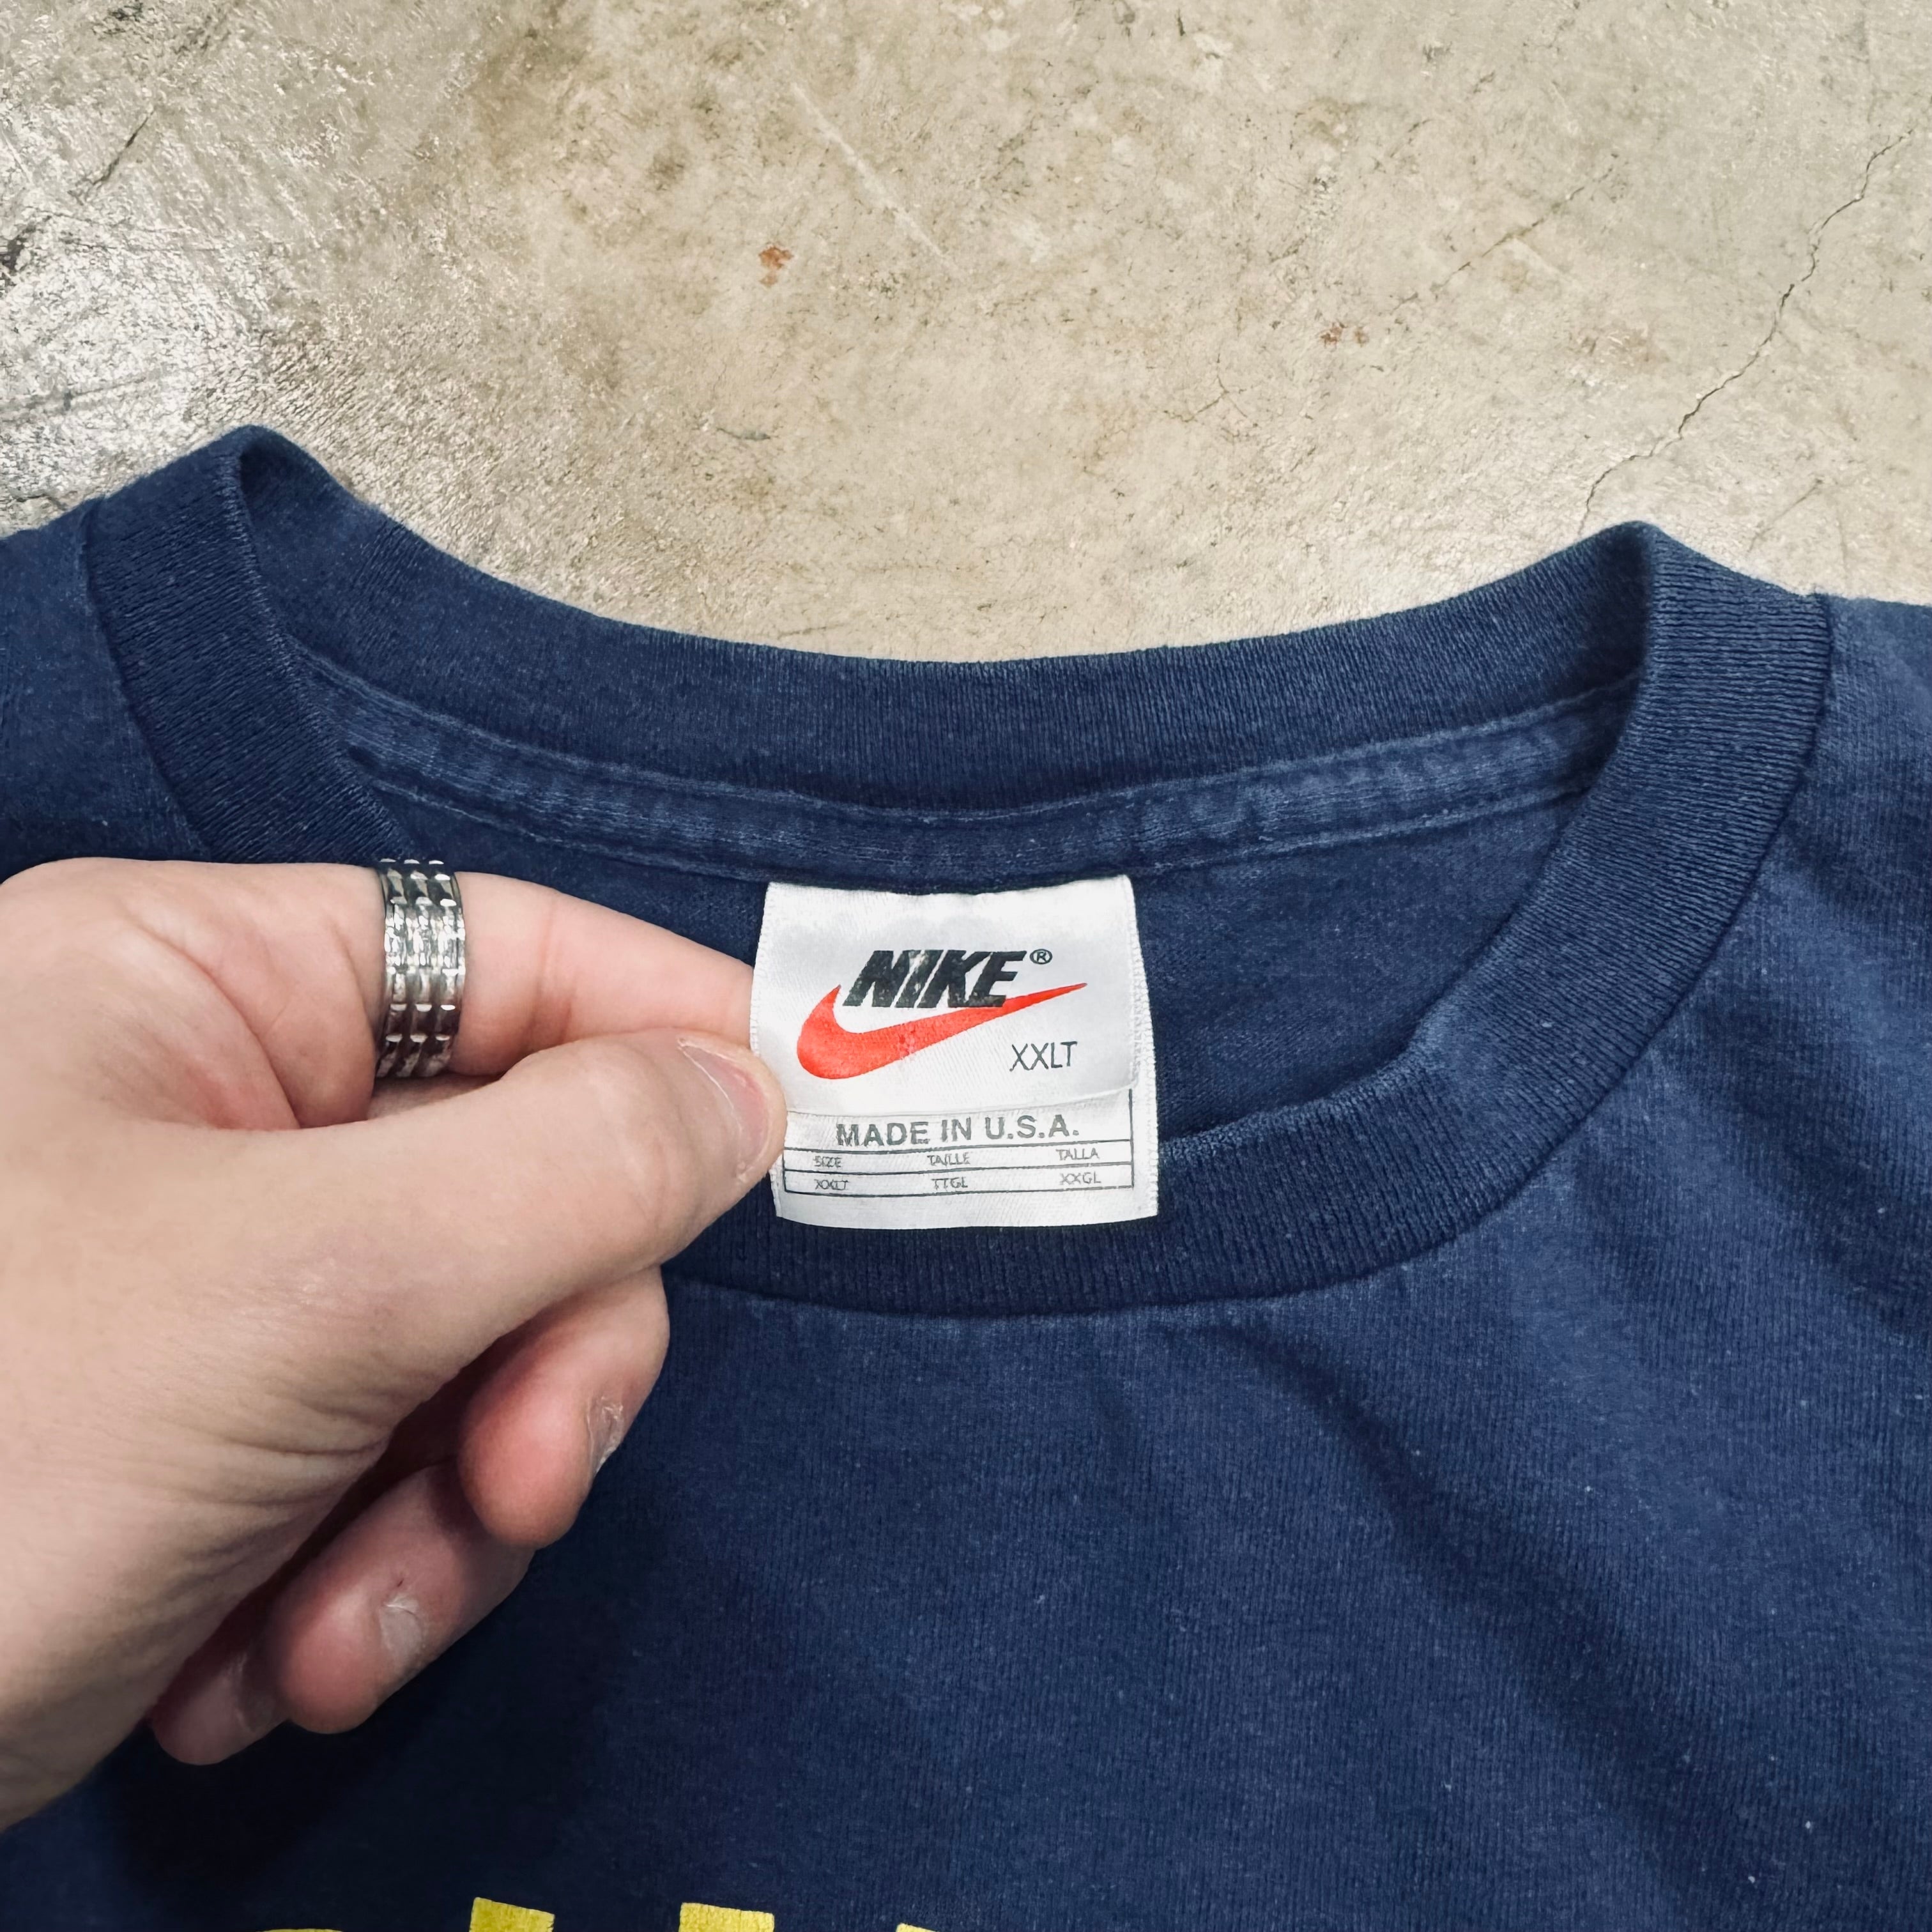 NIKE®
XXLT
MADE IN U.S.A.
SIZE TAILLE TALLA
XXLT TTGL XXGL